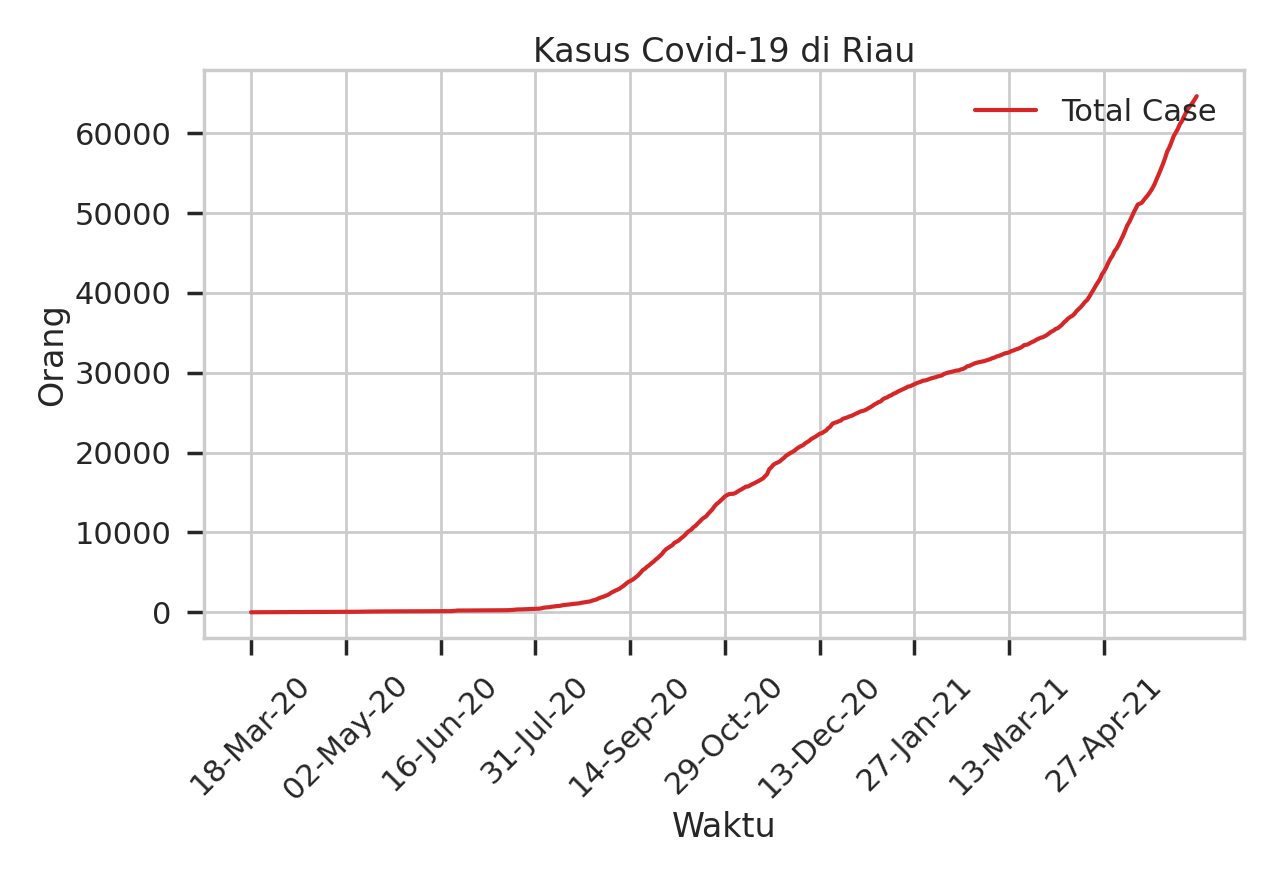 Kasus Covid-19 di Riau
Total Case
Orang
60000
50000
40000
30000
20000
10000
0
18-Mar-20
02-May-20
16-Jun-20
31-Jul-20
14-Sep-20
29-Oct-20
13-Dec-20
27-Jan-21
13-Mar-21
27-Apr-21
Waktu